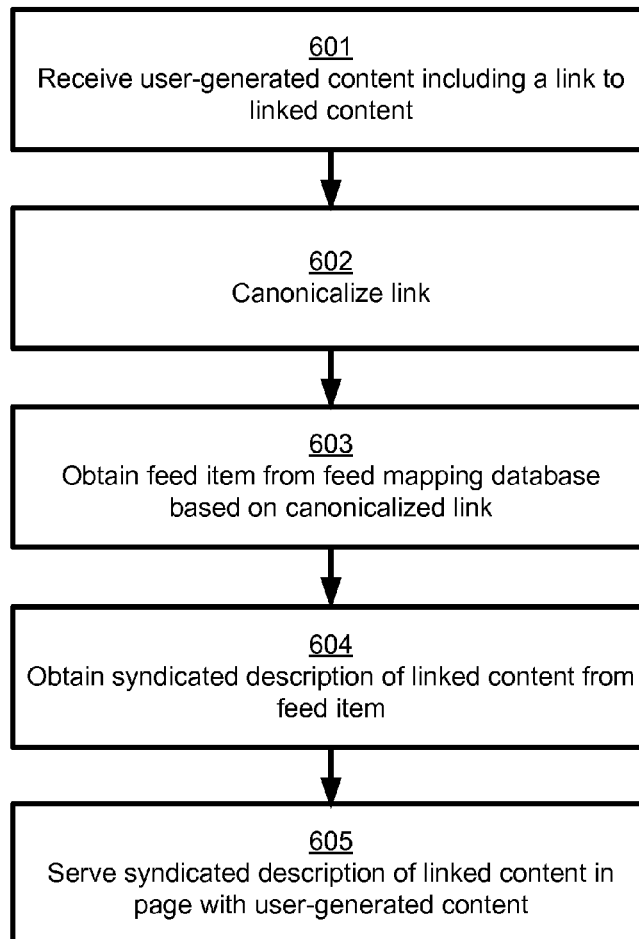 601
Receive user-generated content including a link to
linked content
602
Canonicalize link
603
Obtain feed item from feed mapping database
based on canonicalized link
604
Obtain syndicated description of linked content from
feed item
605
Serve syndicated description of linked content in
page with user-generated content